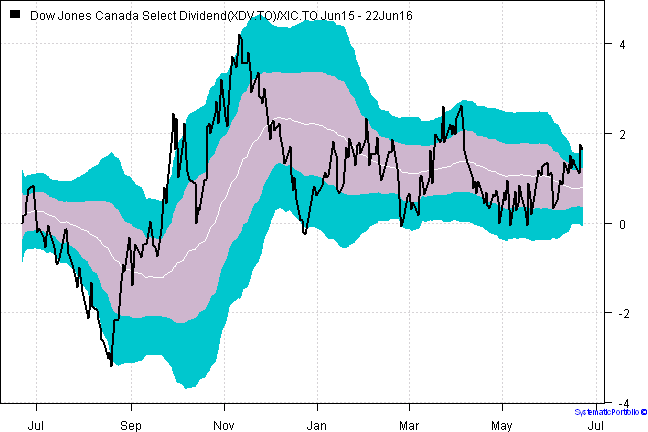 Dow Jones Canada Select Dividend(XDV.TO)/XIC.TO Jun15 - 22Jun16
4
2
0
-2
-4
SystematicPortfolio ©
Jul Sep Nov Jan Mar May Jul